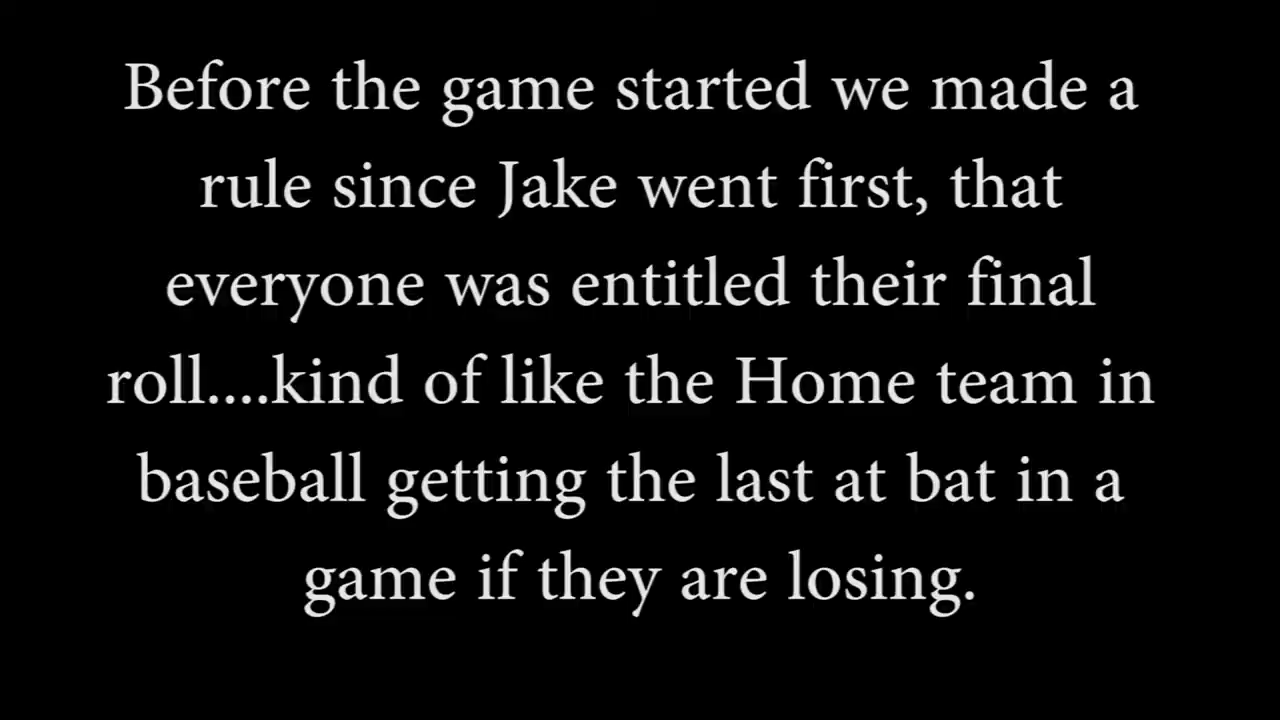 Before the game started we made a
rule since Jake went first, that
everyone was entitled their final
roll....kind of like the Home team in
baseball getting the last at bat in a
game if they are losing.